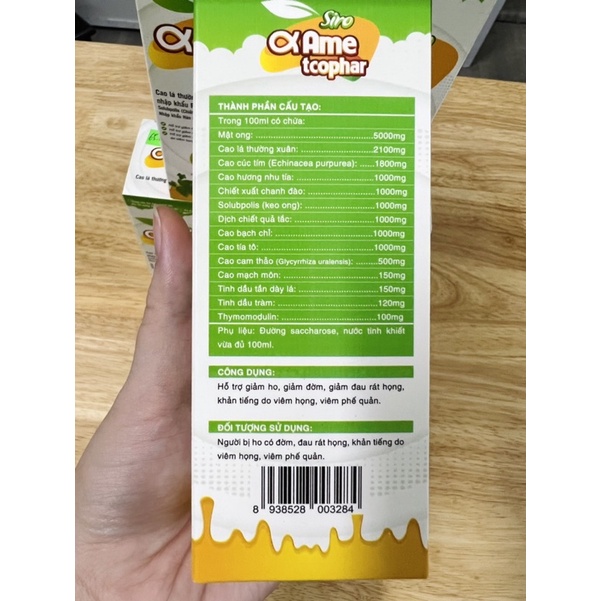 Siro
αAme
tcophar
THÀNH PHẦN CẤU TẠO:
Trong 100ml có chứa:
Mật ong:.....5000mg
Cao lá thường xuân:.....2100mg
Cao cúc tím (Echinacea purpurea):.....1800mg
Cao hương nhu tía:.....1000mg
Chiết xuất chanh đào:.....1000mg
Solubpolis (keo ong):.....1000mg
Dịch chiết quả tắc:.....1000mg
Cao bạch chỉ:.....1000mg
Cao tía tô:.....1000mg
Cao cam thảo (Glycyrrhiza uralensis):.....500mg
Cao mạch môn:.....150mg
Tinh dầu tần dày lá:.....150mg
Tinh dầu tràm:.....120mg
Thymomodulin:.....100mg
Phụ liệu: Đường saccharose, nước tinh khiết
vừa đủ 100ml.
CÔNG DỤNG:
Hỗ trợ giảm ho, giảm đờm, giảm đau rát họng,
khản tiếng do viêm họng, viêm phế quản.
ĐỐI TƯỢNG SỬ DỤNG:
Người bị ho có đờm, đau rát họng, khản tiếng do
viêm họng, viêm phế quản.
8 938528 003284
Cao lá thườn
nhập khẩu
Cao lá thường